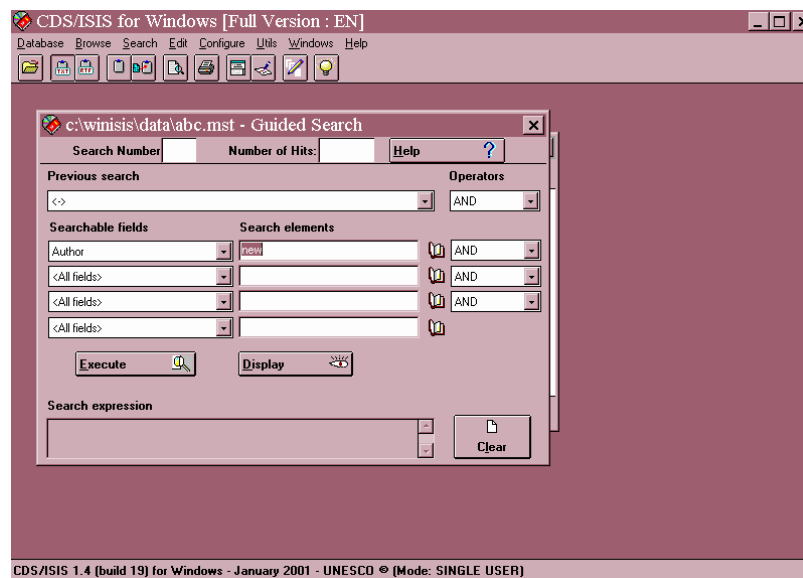 CDS/ISIS for Windows [Full Version : EN]
Database Browse Search Edit Configure Utils Windows Help
TXT RTF
c:\winisis\data\abc.mst - Guided Search
Search Number Number of Hits: Help ?
Previous search Operators
<-> AND
Searchable fields Search elements
Author new AND
<All fields> AND
<All fields> AND
<All fields>
Execute Display
Search expression
Clear
CDS/ISIS 1.4 (build 19) for Windows - January 2001 - UNESCO © (Mode: SINGLE USER)